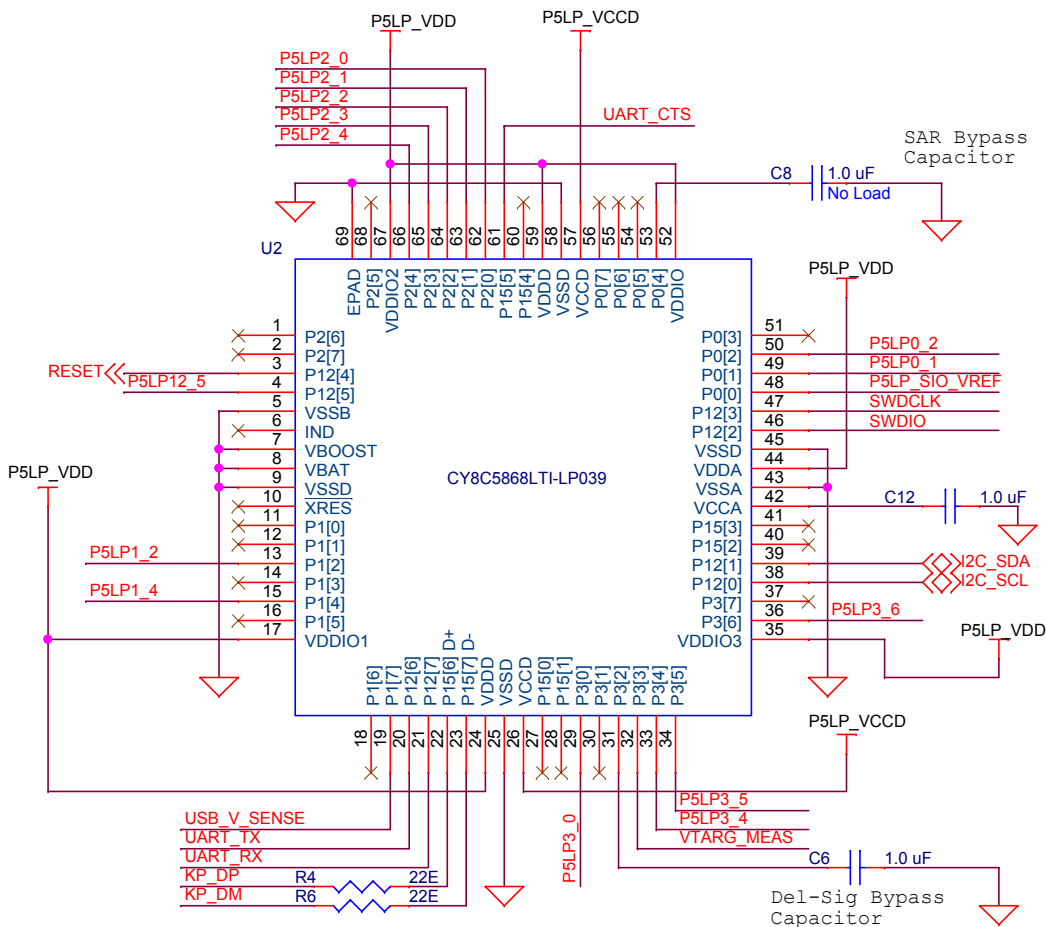 P5LP_VDD
P5LP_VCCD
P5LP2_0
P5LP2_1
P5LP2_2
P5LP2_3
P5LP2_4
UART_CTS
SAR Bypass
Capacitor
C8
1.0 uF
No Load
69 68 67 66 65 64 63 62 61 60 59 58 57 56 55 54 53 52
U2
EPAD P2[5] VDDIO2 P2[4] P2[3] P2[2] P2[1] P2[0] P15[5] P15[4] VDDD VSSD VCCD P0[7] P0[6] P0[5] P0[4] VDDIO
P5LP_VDD
1 P2[6]
2 P2[7]
RESET 3 P12[4]
P5LP12_5 4 P12[5]
5 VSSB
6 IND
7 VBOOST
8 VBAT
9 VSSD
10 XRES
11 P1[0]
12 P1[1]
P5LP1_2 13 P1[2]
14 P1[3]
P5LP1_4 15 P1[4]
16 P1[5]
17 VDDIO1
P5LP_VDD
CY8C5868LTI-LP039
P0[3] 51
P0[2] 50 P5LP0_2
P0[1] 49 P5LP0_1
P0[0] 48 P5LP_SIO_VREF
P12[3] 47 SWDCLK
P12[2] 46 SWDIO
VSSD 45
VDDA 44
VSSA 43
VCCA 42 C12 1.0 uF
P15[3] 41
P15[2] 40
P12[1] 39 I2C_SDA
P12[0] 38 I2C_SCL
P3[7] 37
P3[6] 36 P5LP3_6
VDDIO3 35
P5LP_VDD
P1[6] P1[7] P12[6] P12[7] P15[6] D+ P15[7] D- VDDD VSSD VCCD P15[0] P15[1] P3[0] P3[1] P3[2] P3[3] P3[4] P3[5]
18 19 20 21 22 23 24 25 26 27 28 29 30 31 32 33 34
P5LP_VCCD
USB_V_SENSE
UART_TX
UART_RX
KP_DP R4 22E
KP_DM R6 22E
P5LP3_0
P5LP3_5
P5LP3_4
VTARG_MEAS
C6 1.0 uF
Del-Sig Bypass
Capacitor